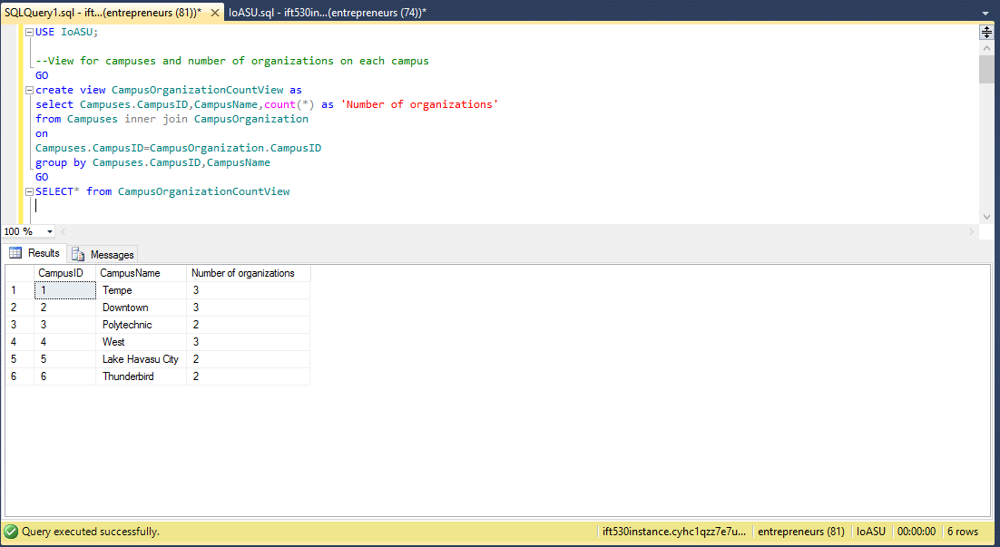 SQLQuery1.sql - ift...(entrepreneurs (81))* IoASU.sql - ift530in...(entrepreneurs (74))*
USE IoASU;
--View for campuses and number of organizations on each campus
GO
create view CampusOrganizationCountView as
select Campuses.CampusID,CampusName,count(*) as 'Number of organizations'
from Campuses inner join CampusOrganization
on
Campuses.CampusID=CampusOrganization.CampusID
group by Campuses.CampusID,CampusName
GO
SELECT* from CampusOrganizationCountView
100 %
Results Messages
CampusID CampusName Number of organizations
1 1 Tempe 3
2 2 Downtown 3
3 3 Polytechnic 2
4 4 West 3
5 5 Lake Havasu City 2
6 6 Thunderbird 2
Query executed successfully. ift530instance.cyhc1qzz7e7u... entrepreneurs (81) IoASU 00:00:00 6 rows